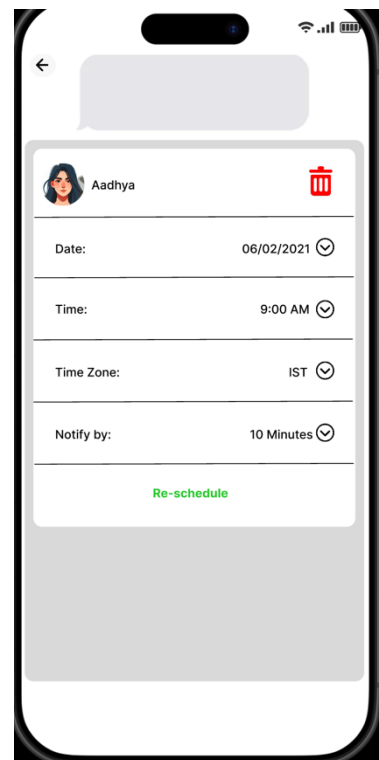 Aadhya
Date: 06/02/2021
Time: 9:00 AM
Time Zone: IST
Notify by: 10 Minutes
Re-schedule